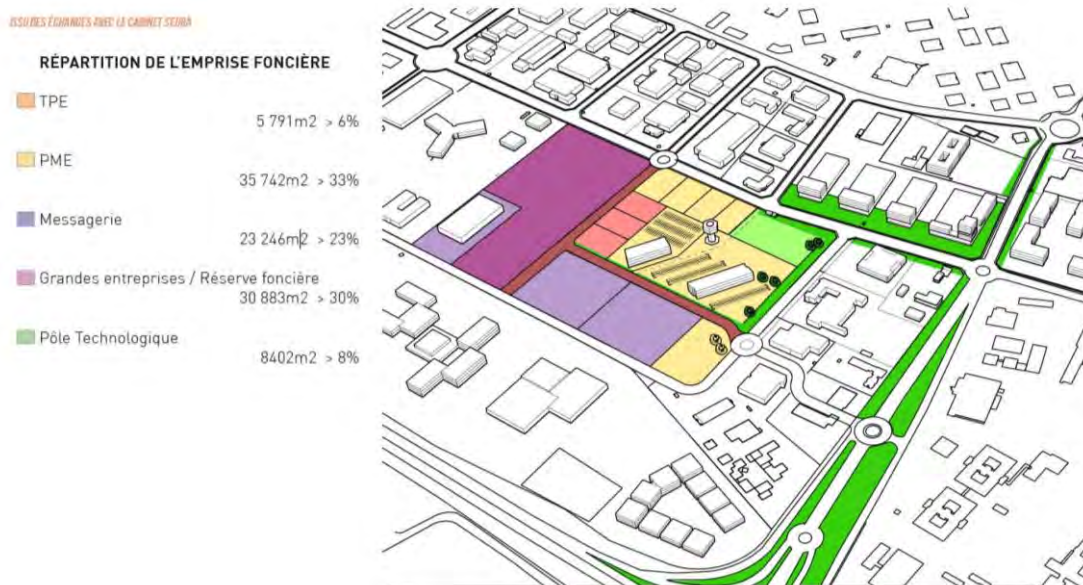 ISSU DES ÉCHANGES AVEC LE CABINET SEURA
RÉPARTITION DE L'EMPRISE FONCIÈRE
TPE
5 791m2 > 6%
PME
35 742m2 > 33%
Messagerie
23 246m2 > 23%
Grandes entreprises / Réserve foncière
30 883m2 > 30%
Pôle Technologique
8402m2 > 8%